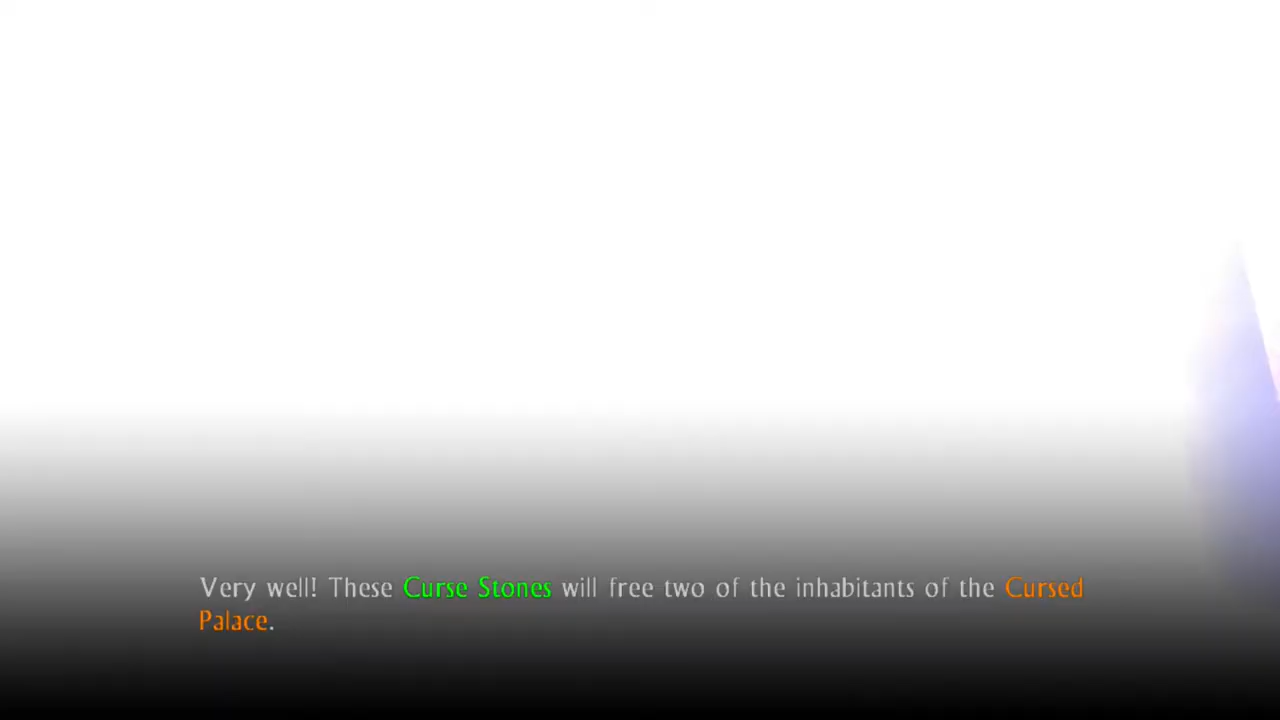 Very well! These Curse Stones will free two of the inhabitants of the Cursed
Palace.